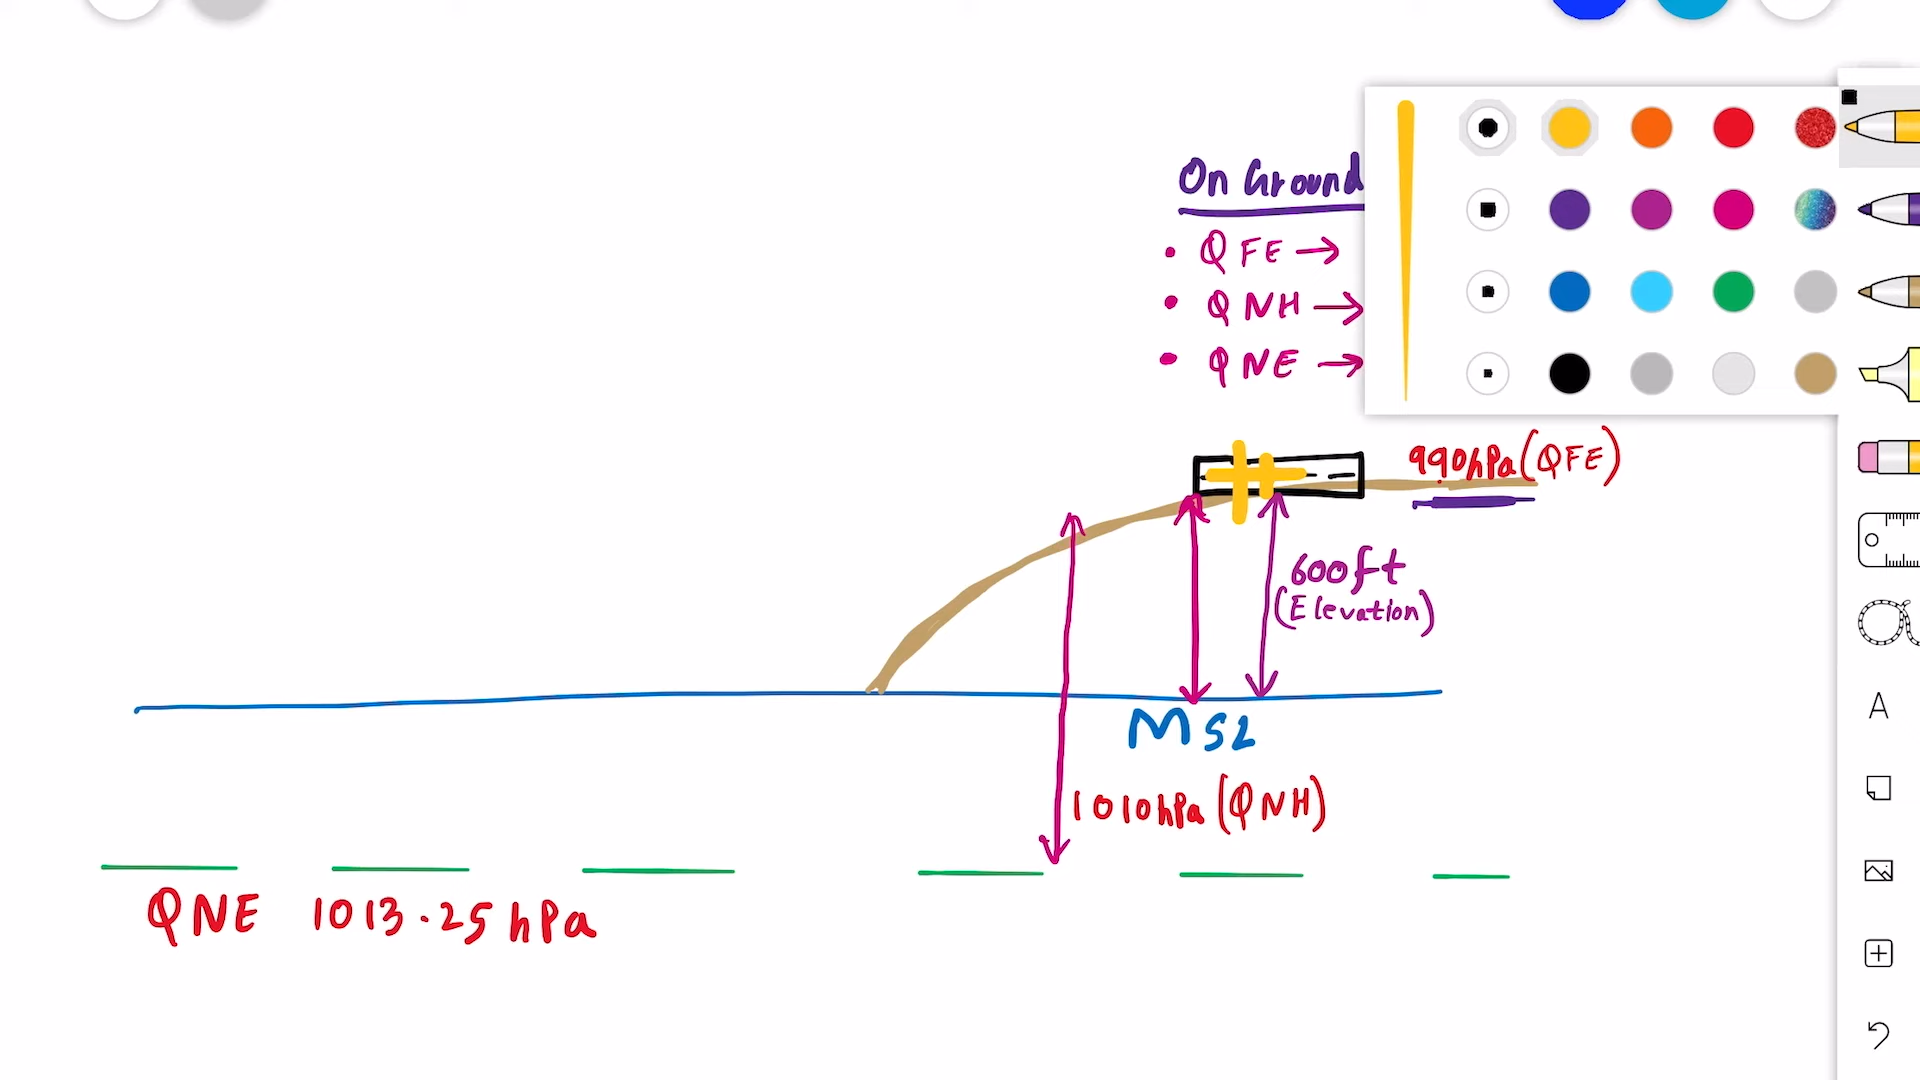 On Ground
• QFE →
• QNH →
• QNE →
990hPa (QFE)
600ft
(Elevation)
MSL
1010hPa (QNH)
QNE 1013.25 hPa
A